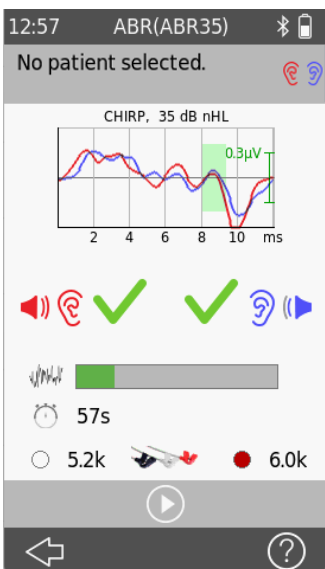 12:57 ABR(ABR35)
No patient selected.
CHIRP, 35 dB nHL
0.3µV
2 4 6 8 10 ms
57s
5.2k 6.0k
?